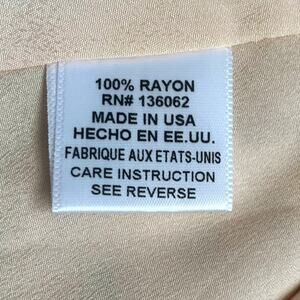 100% RAYON
RN# 136062
MADE IN USA
HECHO EN EE.UU.
FABRIQUE AUX ETATS-UNIS
CARE INSTRUCTION
SEE REVERSE